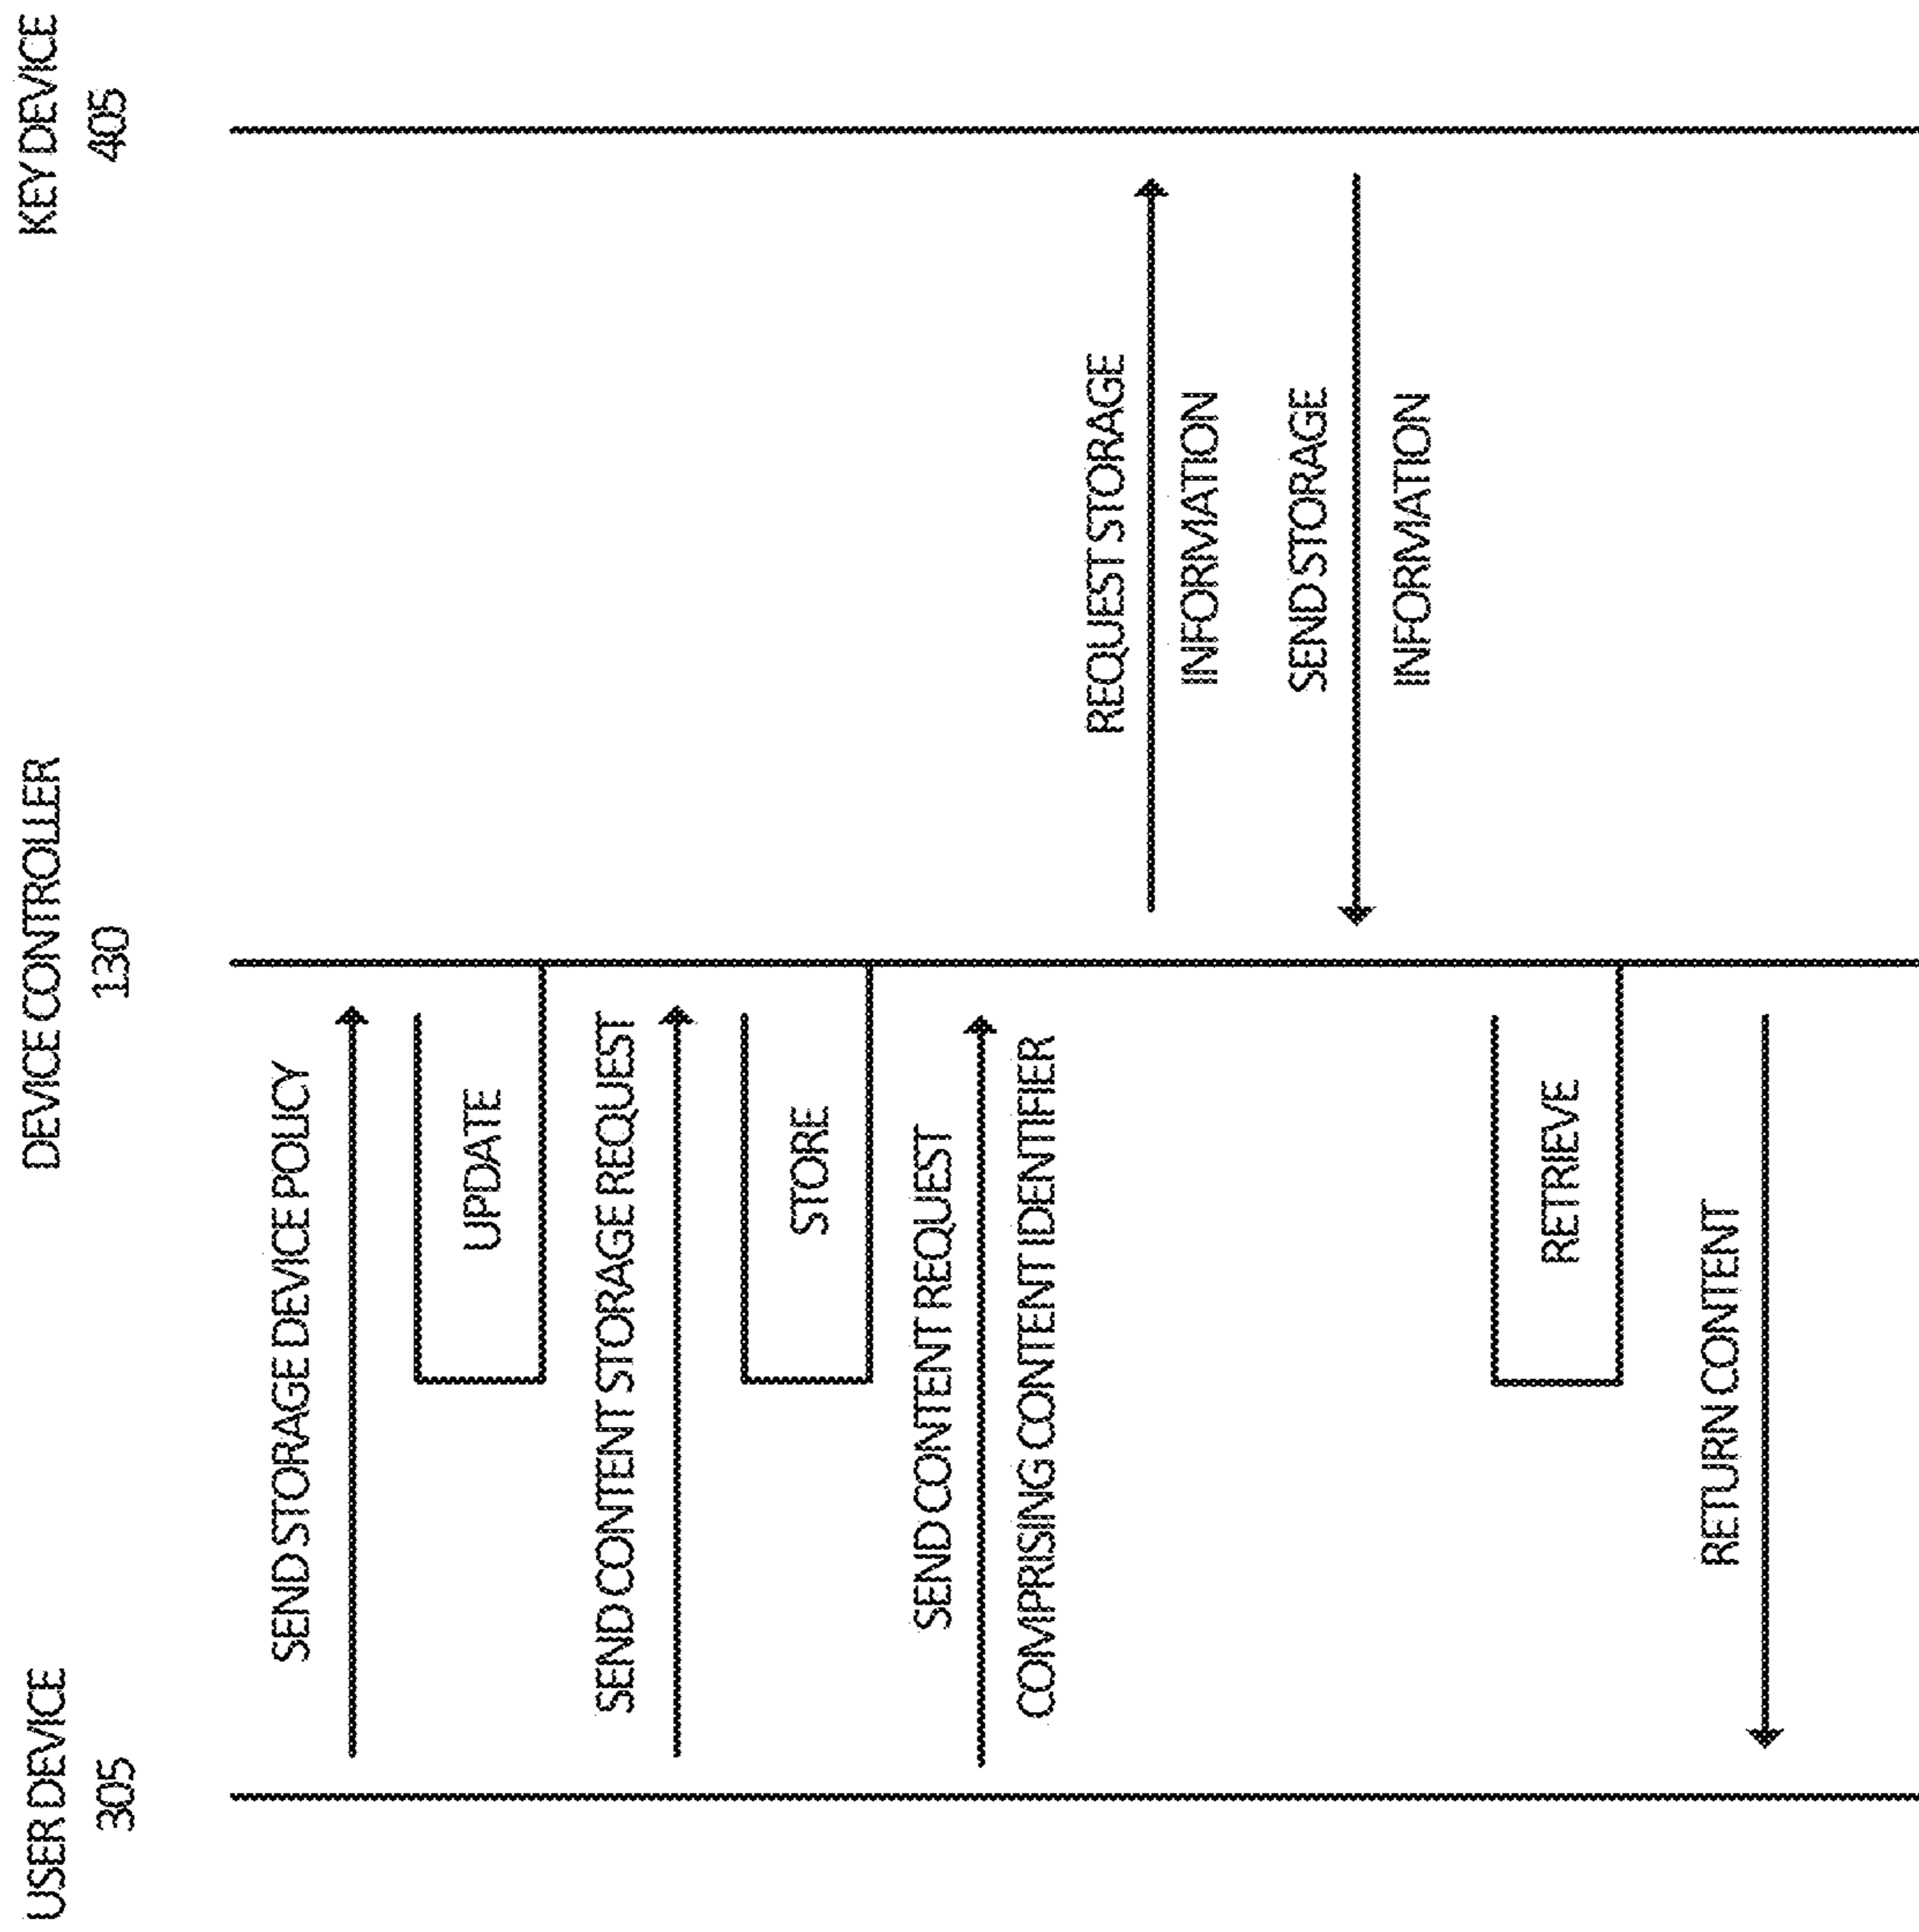 USER DEVICE
305
DEVICE CONTROLLER
130
KEY DEVICE
405
SEND STORAGE DEVICE POLICY
UPDATE
SEND CONTENT STORAGE REQUEST
STORE
SEND CONTENT REQUEST
COMPRISING CONTENT IDENTIFIER
REQUEST STORAGE
INFORMATION
SEND STORAGE
INFORMATION
RETRIEVE
RETURN CONTENT